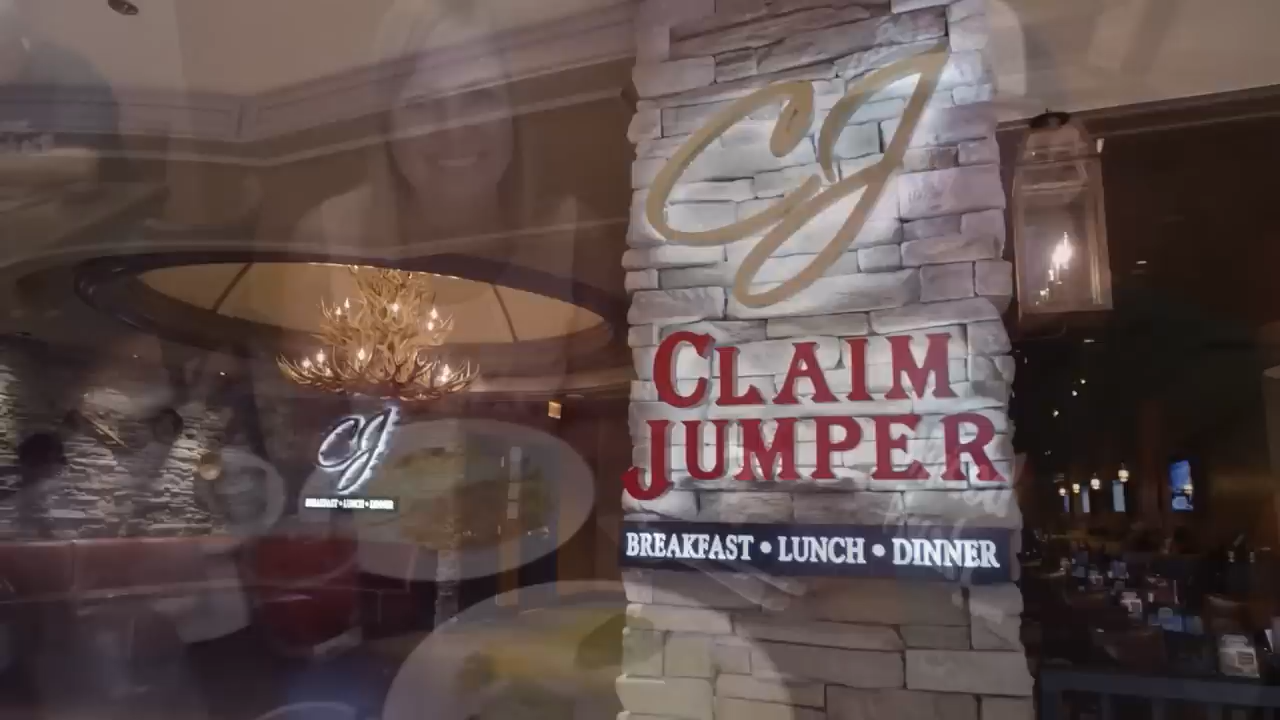 CJ
CLAIM
JUMPER
BREAKFAST • LUNCH • DINNER
CJ
BREAKFAST • LUNCH • DINNER